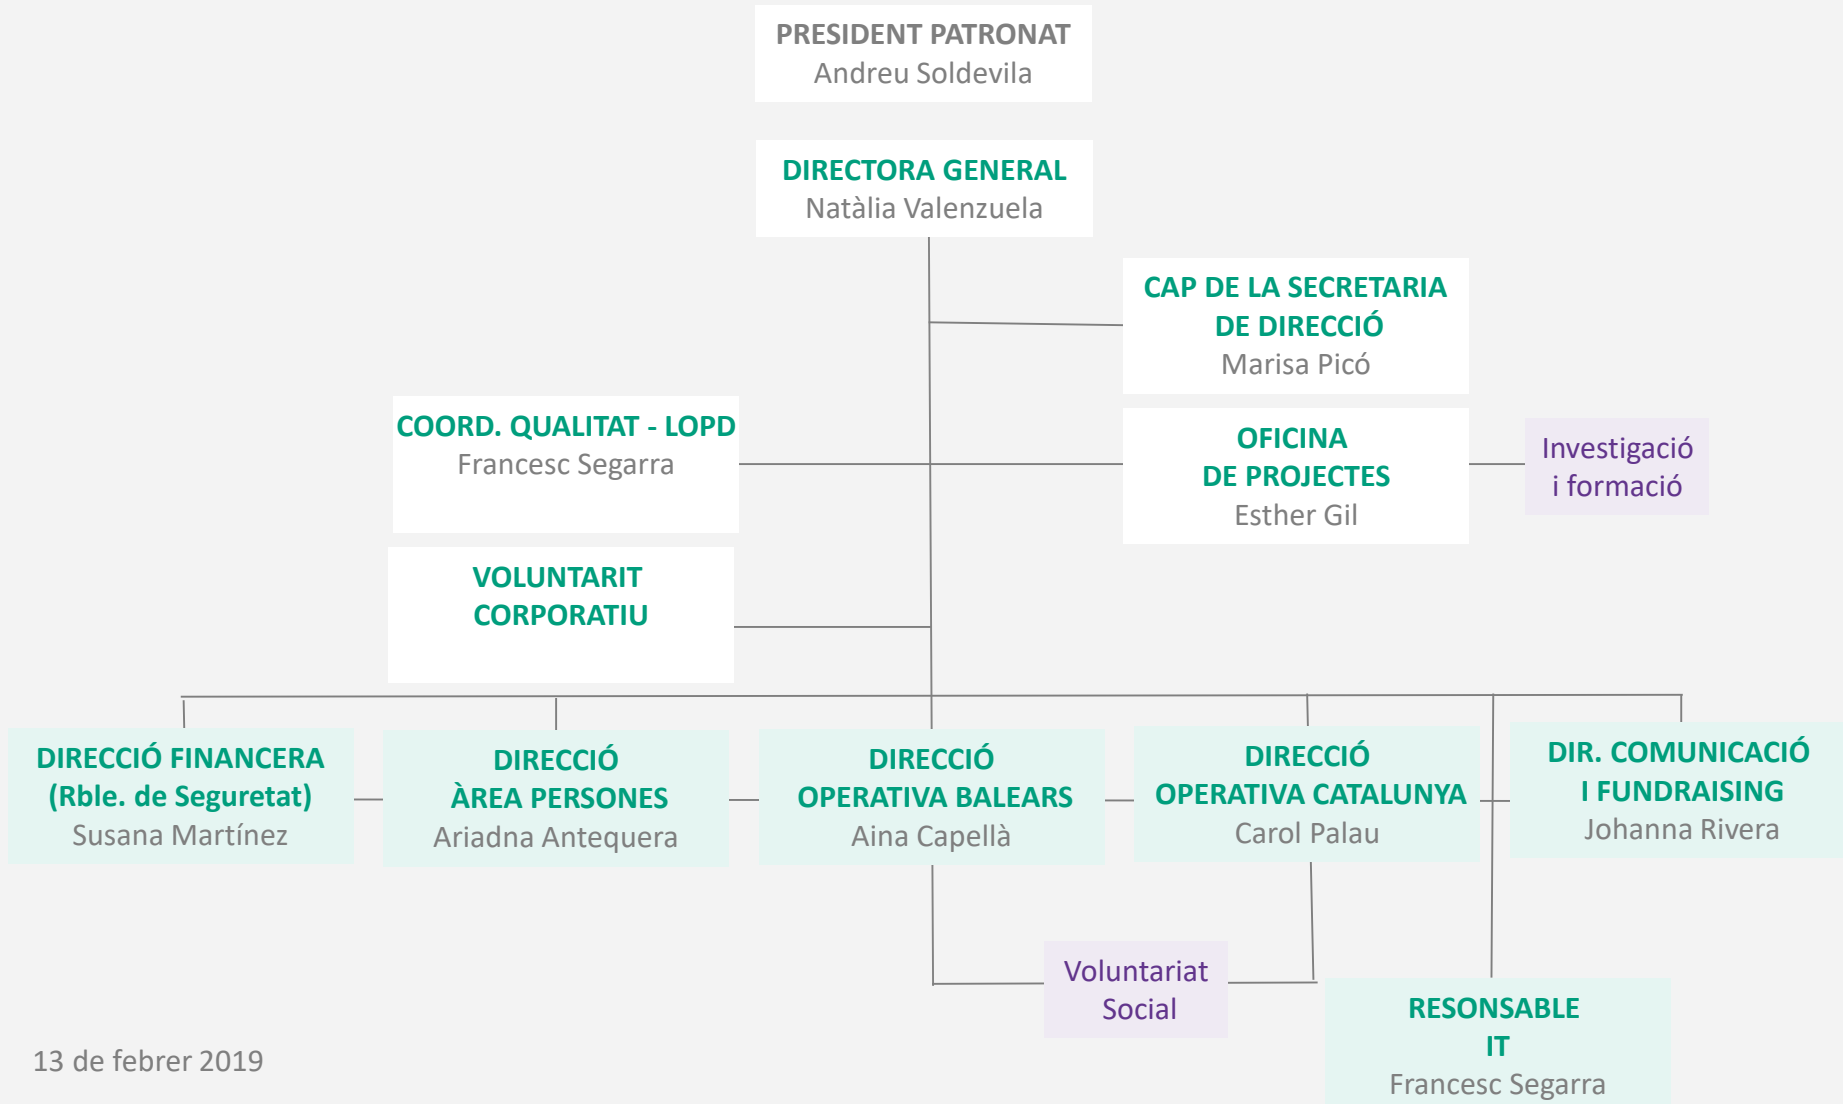 PRESIDENT PATRONAT
Andreu Soldevila
DIRECTORA GENERAL
Natàlia Valenzuela
CAP DE LA SECRETARIA
DE DIRECCIÓ
Marisa Picó
COORD. QUALITAT - LOPD
Francesc Segarra
OFICINA
DE PROJECTES
Esther Gil
Investigació
i formació
VOLUNTARIT
CORPORATIU
DIRECCIÓ FINANCERA
(Rble. de Seguretat)
Susana Martínez
DIRECCIÓ
ÀREA PERSONES
Ariadna Antequera
DIRECCIÓ
OPERATIVA BALEARS
Aina Capellà
DIRECCIÓ
OPERATIVA CATALUNYA
Carol Palau
DIR. COMUNICACIÓ
I FUNDRAISING
Johanna Rivera
Voluntariat
Social
RESONSABLE
IT
Francesc Segarra
13 de febrer 2019